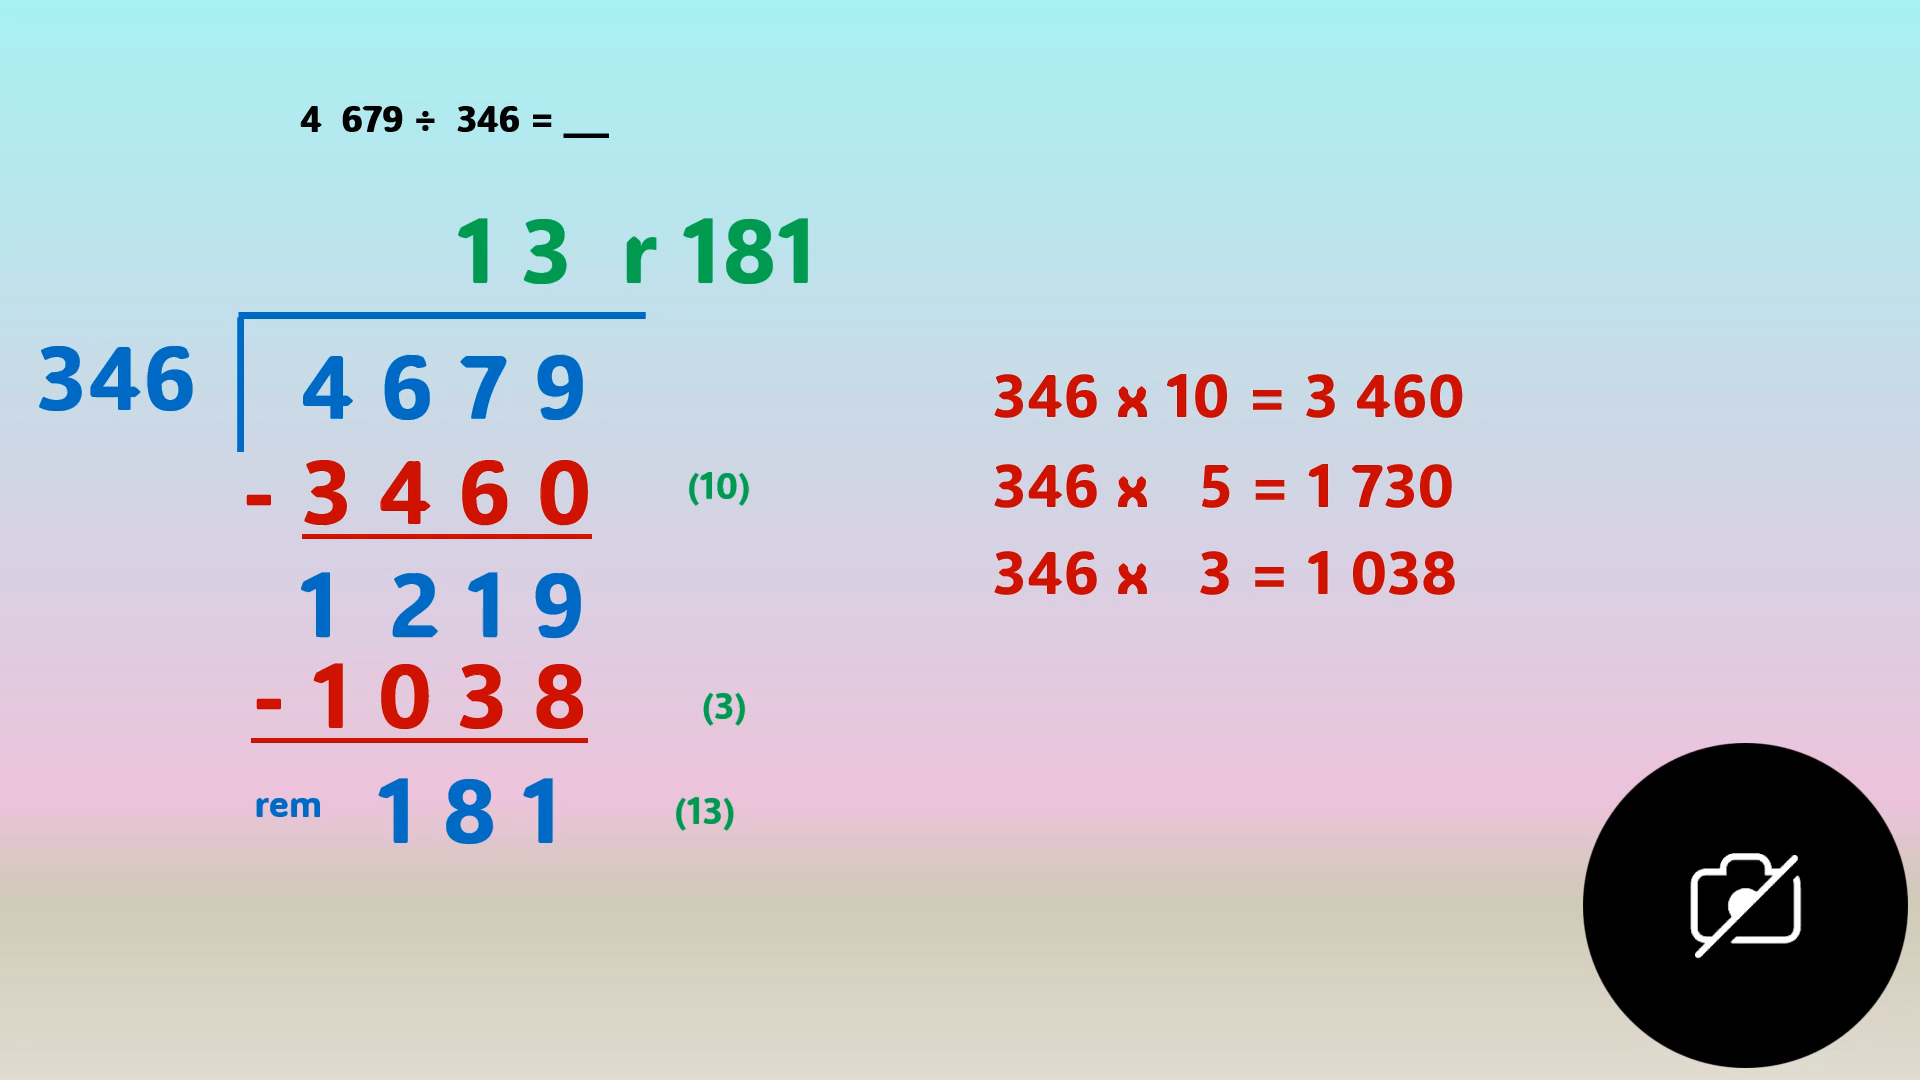 4 679 ÷ 346 = __
1 3 r 181
346 4 6 7 9
- 3 4 6 0 (10)
1 2 1 9
- 1 0 3 8 (3)
rem 1 8 1 (13)
346 x 10 = 3 460
346 x 5 = 1 730
346 x 3 = 1 038